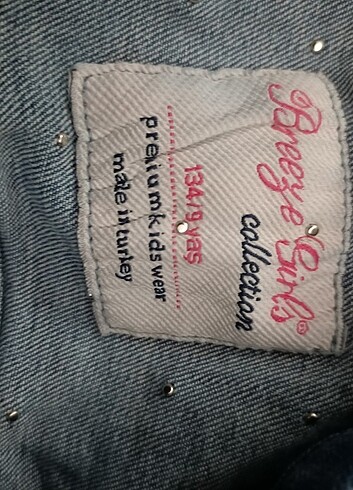 Breeze Girls®
collection
134/9 yaş
premium kids wear
made in turkey